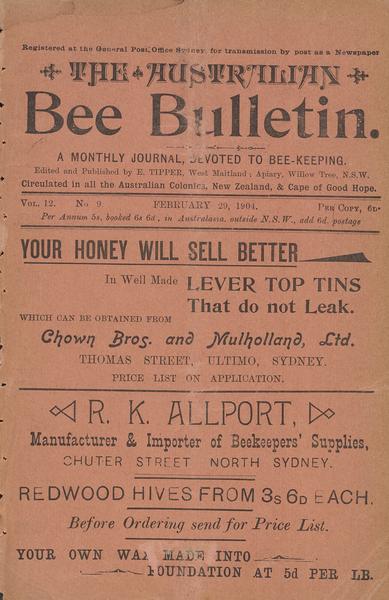 Registered at the General Post Office Sydney, for transmission by post as a Newspaper
THE AUSTRALIAN
Bee Bulletin.
A MONTHLY JOURNAL, DEVOTED TO BEE-KEEPING.
Edited and Published by E. TIPPER, West Maitland; Apiary, Willow Tree, N.S.W.
Circulated in all the Australian Colonies, New Zealand, & Cape of Good Hope.
VOL. 12. No 9 FEBRUARY 29, 1904. PER COPY, 6D.
Per Annum 5s, booked 6s 6d, in Australasia. outside N.S.W., add 6d. postage
YOUR HONEY WILL SELL BETTER
In Well Made LEVER TOP TINS
That do not Leak.
WHICH CAN BE OBTAINED FROM
Chown Bros. and Mulholland, Ltd.
THOMAS STREET, ULTIMO, SYDNEY.
PRICE LIST ON APPLICATION.
R. K. ALLPORT,
Manufacturer & Importer of Beekeepers' Supplies,
CHUTER STREET NORTH SYDNEY.
REDWOOD HIVES FROM 3s 6D EACH.
Before Ordering send for Price List.
YOUR OWN WAX MADE INTO
FOUNDATION AT 5d PER LB.